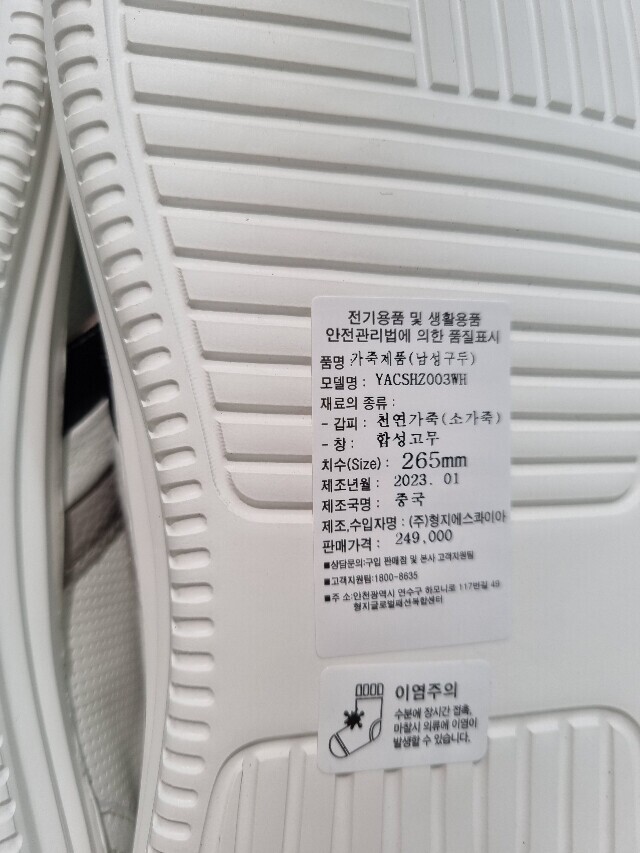 전기용품 및 생활용품
안전관리법에 의한 품질표시
품명 : 가죽제품(남성구두)
모델명 : YACSHZ003WH
재료의 종류 :
- 갑피 : 천연가죽(소가죽)
- 창 : 합성고무
치수(Size) : 265mm
제조년월 : 2023. 01
제조국명 : 중국
제조,수입자명 : (주)형지에스콰이아
판매가격 : 249,000
■상담문의:구입 판매점 및 본사 고객지원팀
■고객지원팀:1800-8635
■주 소:인천광역시 연수구 하모니로 177번길 49
형지글로벌패션복합센터
이염주의
수분에 장시간 접촉,
마찰시 의류에 이염이
발생할 수 있습니다.